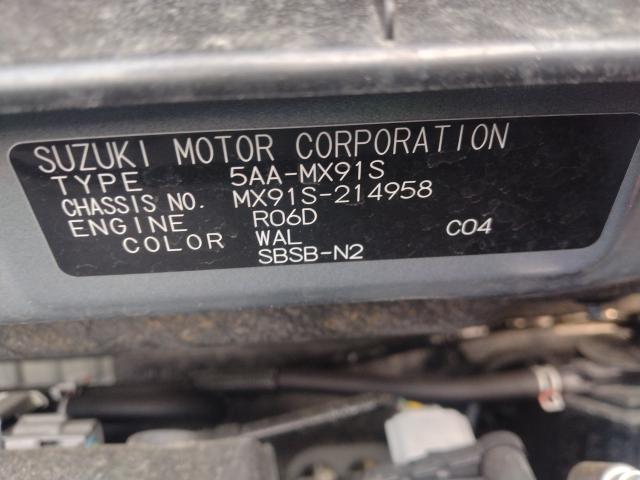 SUZUKI MOTOR CORPORATION
TYPE 5AA-MX91S
CHASSIS NO. MX91S-214958
ENGINE R06D
COLOR WAL C04
SBSB-N2